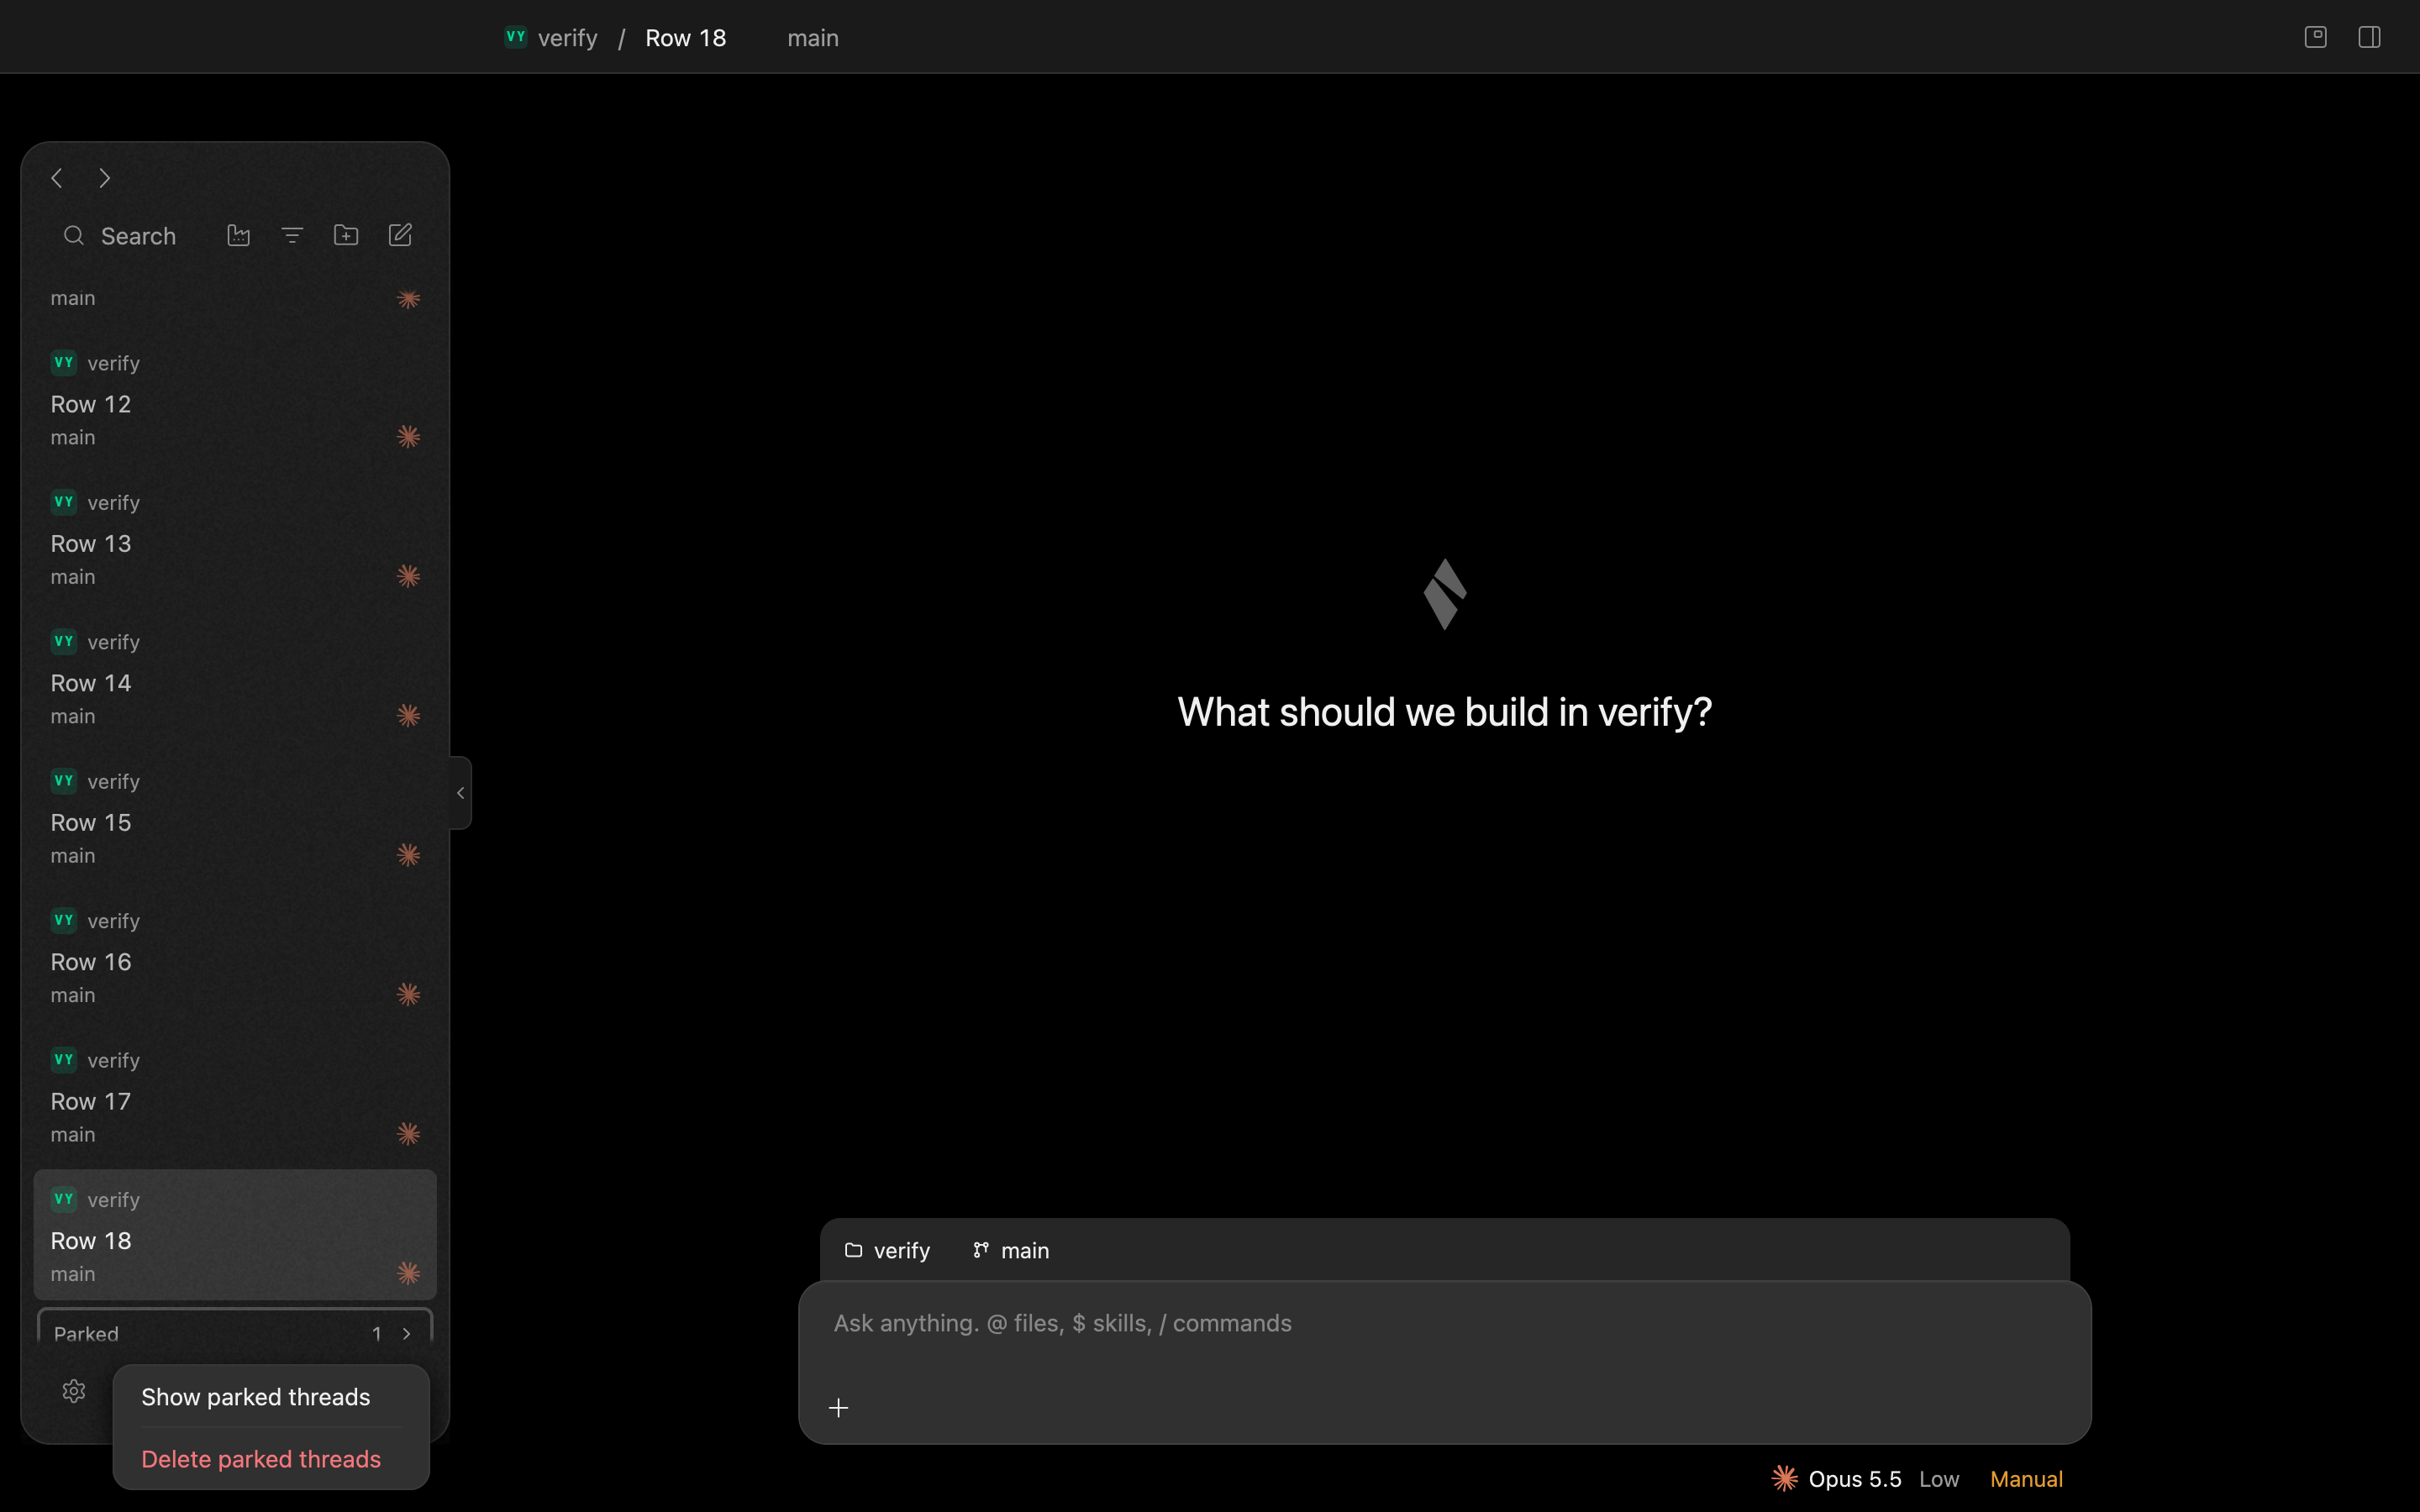 VY verify / Row 18 main
Search
main
VY verify
Row 12
main
VY verify
Row 13
main
VY verify
Row 14
main
VY verify
Row 15
main
VY verify
Row 16
main
VY verify
Row 17
main
VY verify
Row 18
main
Parked 1
Show parked threads
Delete parked threads
What should we build in verify?
verify main
Ask anything. @ files, $ skills, / commands
Opus 5.5 Low Manual